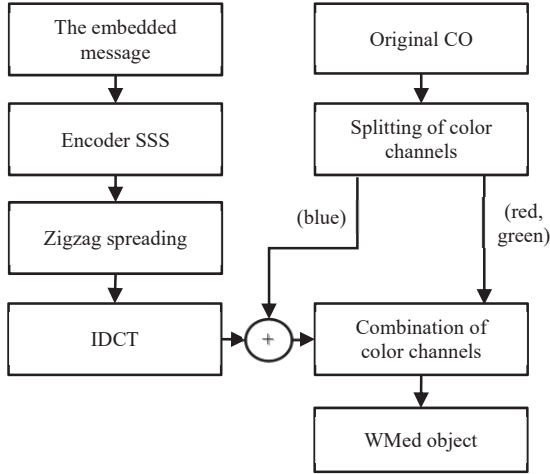 The embedded
message
Original CO
Encoder SSS
Splitting of color
channels
(blue)
(red,
green)
Zigzag spreading
IDCT
+
Combination of
color channels
WMed object